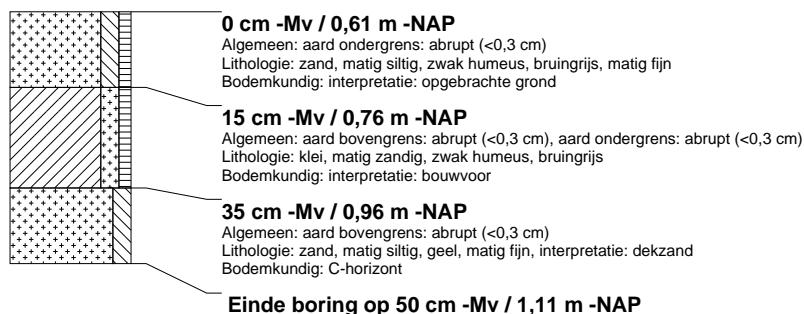 0 cm -Mv / 0,61 m -NAP
Algemeen: aard ondergrens: abrupt (<0,3 cm)
Lithologie: zand, matig siltig, zwak humeus, bruingrijs, matig fijn
Bodemkundig: interpretatie: opgebrachte grond
15 cm -Mv / 0,76 m -NAP
Algemeen: aard bovengrens: abrupt (<0,3 cm), aard ondergrens: abrupt (<0,3 cm)
Lithologie: klei, matig zandig, zwak humeus, bruingrijs
Bodemkundig: interpretatie: bouwvoor
35 cm -Mv / 0,96 m -NAP
Algemeen: aard bovengrens: abrupt (<0,3 cm)
Lithologie: zand, matig siltig, geel, matig fijn, interpretatie: dekzand
Bodemkundig: C-horizont
Einde boring op 50 cm -Mv / 1,11 m -NAP